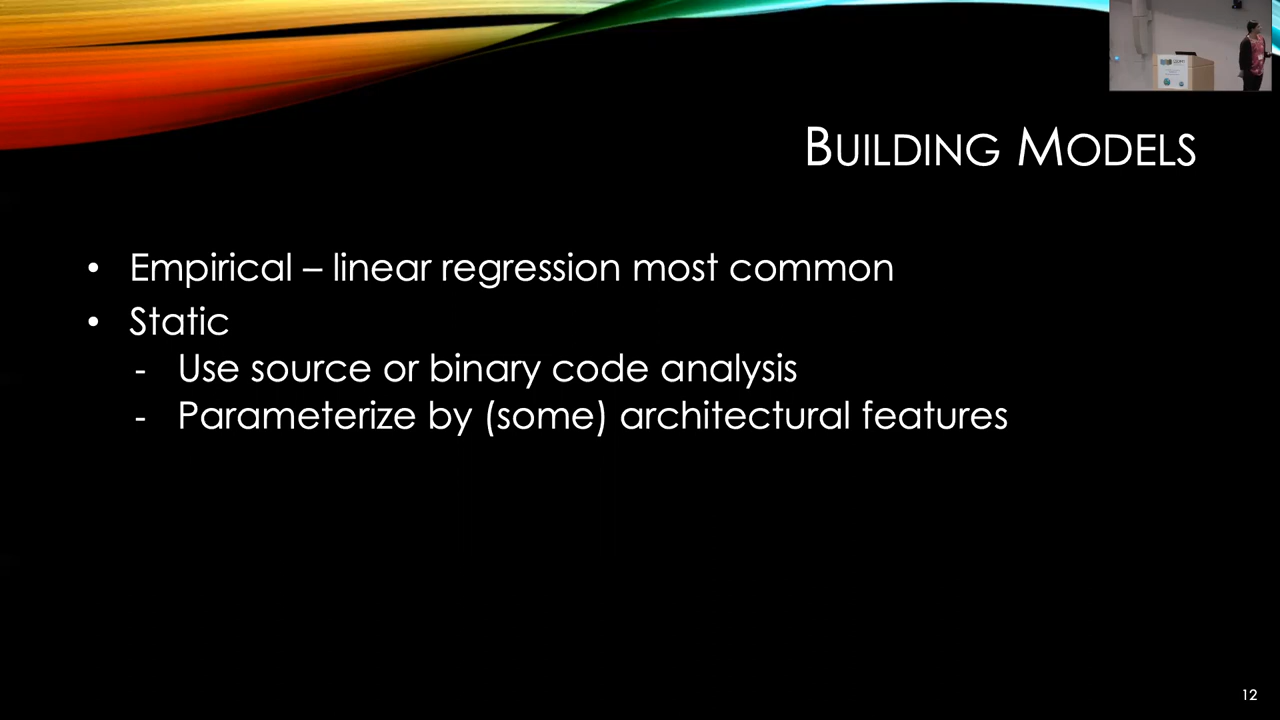 BUILDING MODELS
• Empirical – linear regression most common
• Static
- Use source or binary code analysis
- Parameterize by (some) architectural features
12